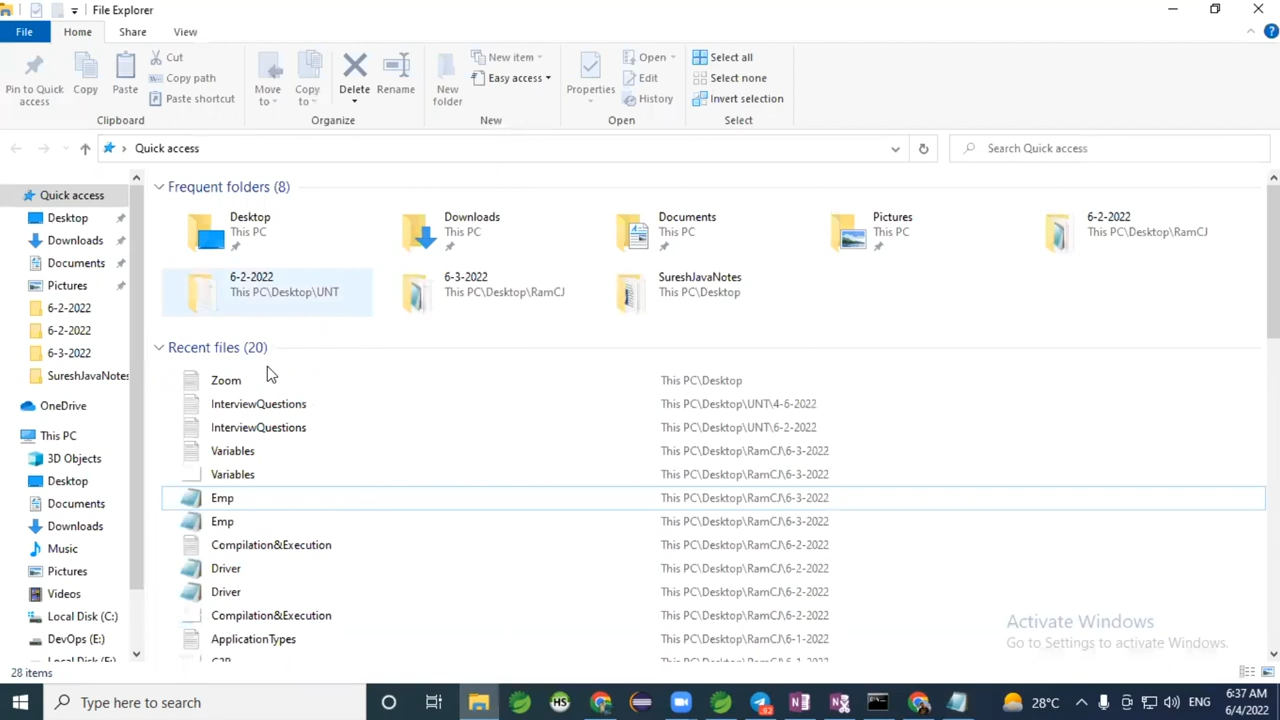 File Explorer
File Home Share View
Pin to Quick access
Copy
Paste
Cut
Copy path
Paste shortcut
Clipboard
Move to
Copy to
Delete
Rename
Organize
New folder
New item
Easy access
New
Properties
Open
Edit
History
Open
Select all
Select none
Invert selection
Select
Quick access
Search Quick access
Quick access
Desktop
Downloads
Documents
Pictures
6-2-2022
6-2-2022
6-3-2022
SureshJavaNotes
OneDrive
This PC
3D Objects
Desktop
Documents
Downloads
Music
Pictures
Videos
Local Disk (C:)
DevOps (E:)
Local Disk (F:)
Frequent folders (8)
Desktop
This PC
Downloads
This PC
Documents
This PC
Pictures
This PC
6-2-2022
This PC\Desktop\RamCJ
6-2-2022
This PC\Desktop\UNT
6-3-2022
This PC\Desktop\RamCJ
SureshJavaNotes
This PC\Desktop
Recent files (20)
Zoom This PC\Desktop
InterviewQuestions This PC\Desktop\UNT\4-6-2022
InterviewQuestions This PC\Desktop\UNT\6-2-2022
Variables This PC\Desktop\RamCJ\6-3-2022
Variables This PC\Desktop\RamCJ\6-3-2022
Emp This PC\Desktop\RamCJ\6-3-2022
Emp This PC\Desktop\RamCJ\6-3-2022
Compilation&Execution This PC\Desktop\RamCJ\6-2-2022
Driver This PC\Desktop\RamCJ\6-2-2022
Driver This PC\Desktop\RamCJ\6-2-2022
Compilation&Execution This PC\Desktop\RamCJ\6-2-2022
ApplicationTypes This PC\Desktop\RamCJ\6-1-2022
Activate Windows
Go to Settings to activate Windows.
28 items
Type here to search
HS
82
28°C
ENG
6:37 AM
6/4/2022